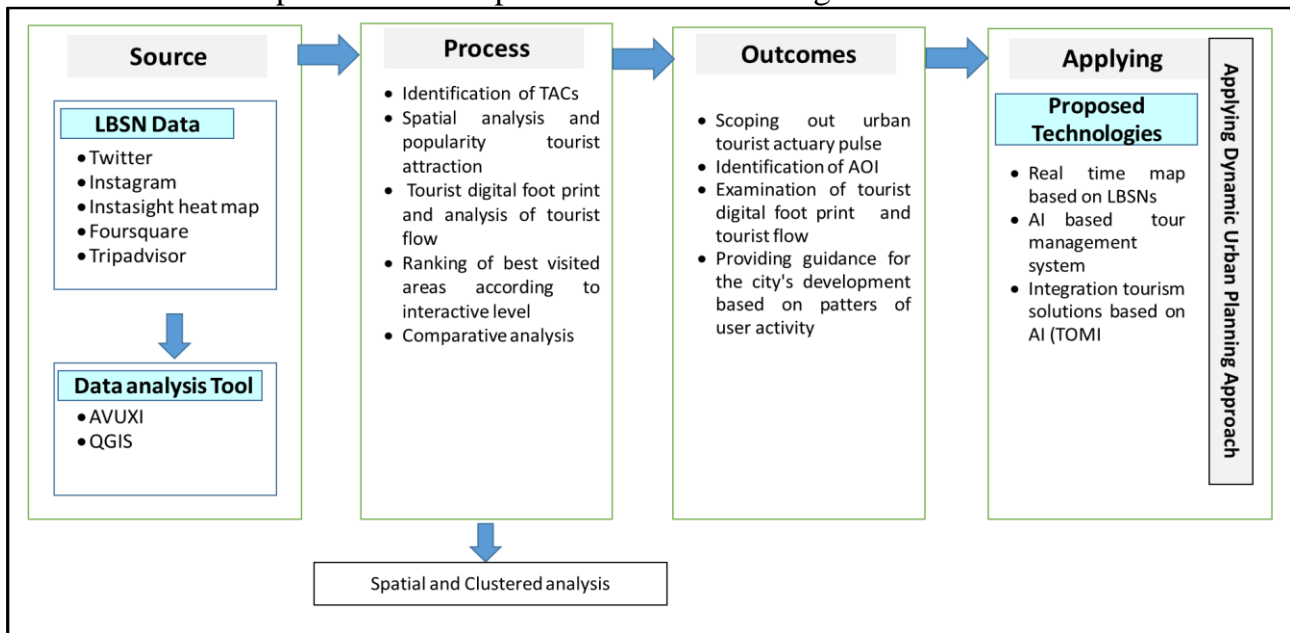 Source
LBSN Data
• Twitter
• Instagram
• Instasight heat map
• Foursquare
• Tripadvisor
Data analysis Tool
• AVUXI
• QGIS
Process
• Identification of TACs
• Spatial analysis and
popularity tourist
attraction
• Tourist digital foot print
and analysis of tourist
flow
• Ranking of best visited
areas according to
interactive level
• Comparative analysis
Spatial and Clustered analysis
Outcomes
• Scoping out urban
tourist actuary pulse
• Identification of AOI
• Examination of tourist
digital foot print and
tourist flow
• Providing guidance for
the city's development
based on patters of
user activity
Applying
Proposed
Technologies
• Real time map
based on LBSNs
• AI based tour
management
system
• Integration tourism
solutions based on
AI (TOMI
Applying Dynamic Urban Planning Approach